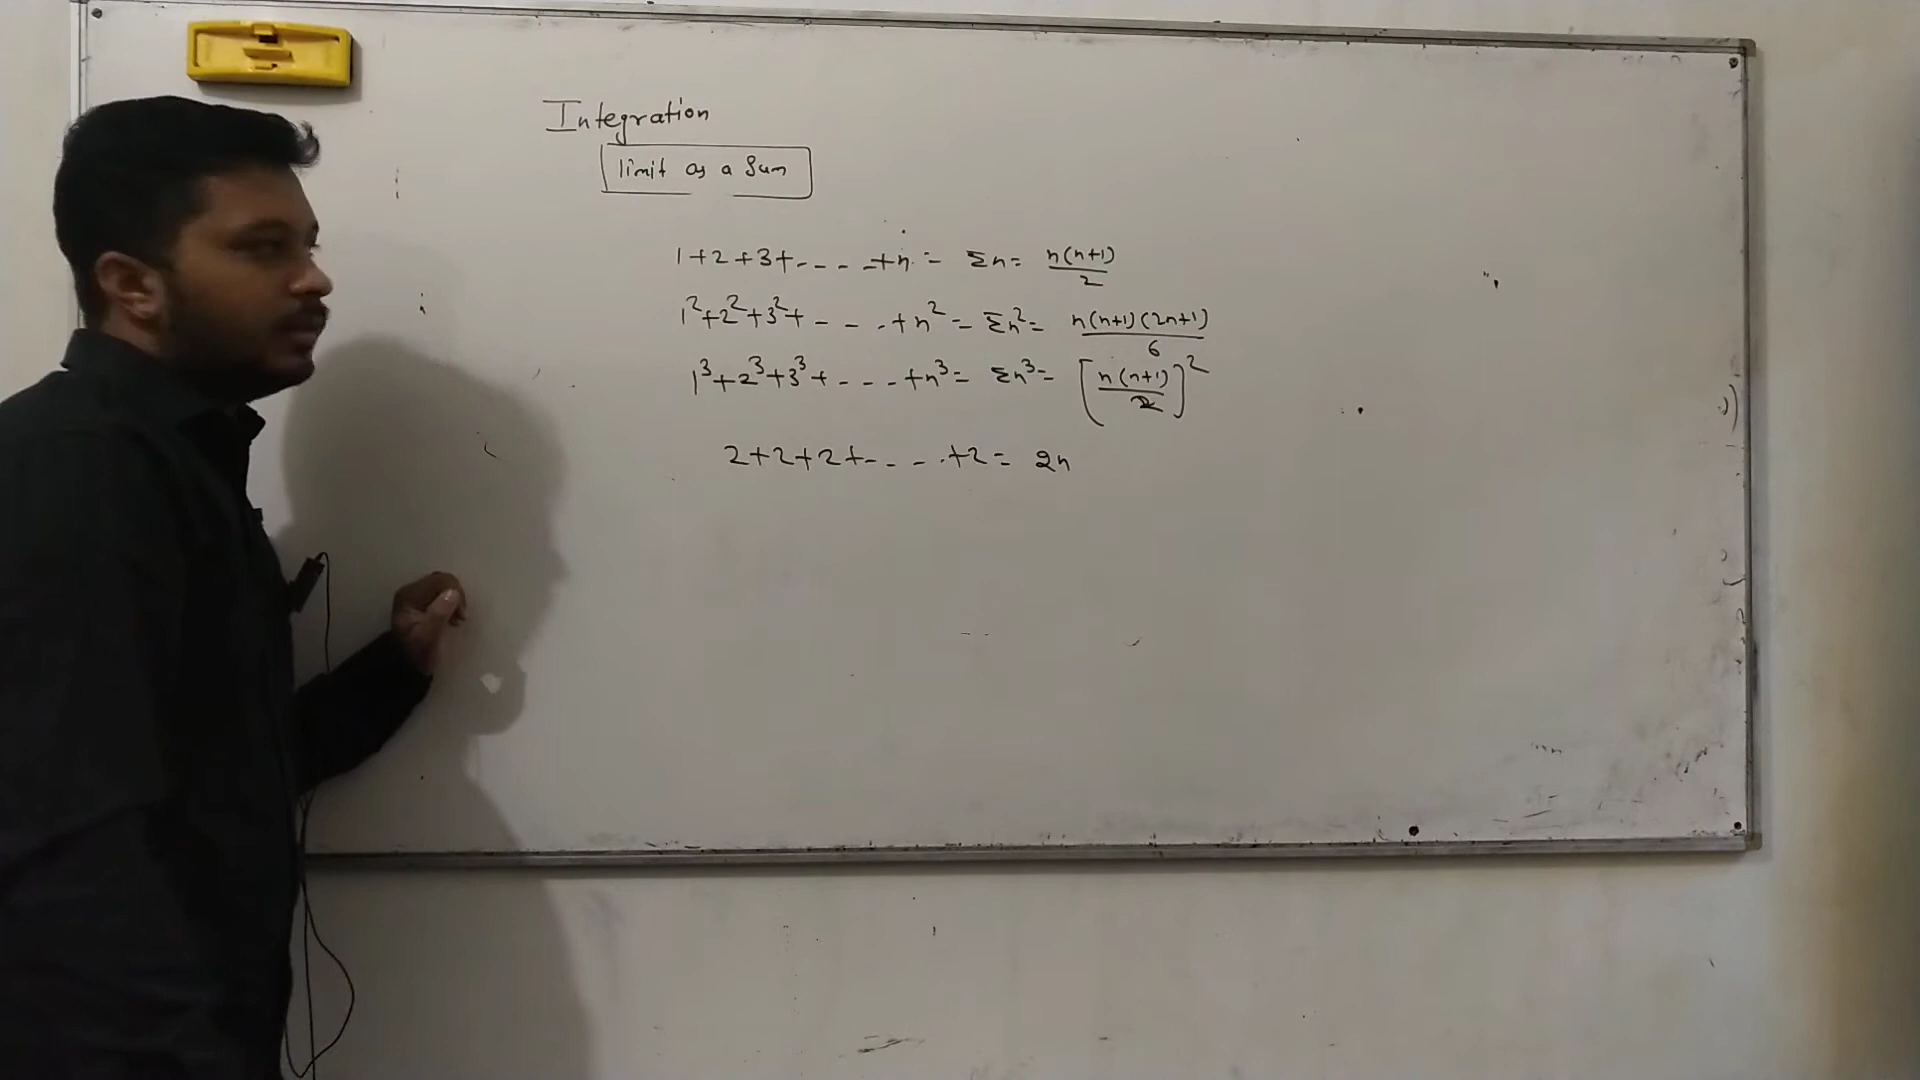 Integration
limit as a Sum
1+2+3+----+n = Σn = n(n+1)/2
1²+2²+3²+---.+n² = Σn² = n(n+1)(2n+1)/6
1³+2³+3³+---.+n³ = Σn³ = [n(n+1)/2]²
2+2+2+---.+2 = 2n